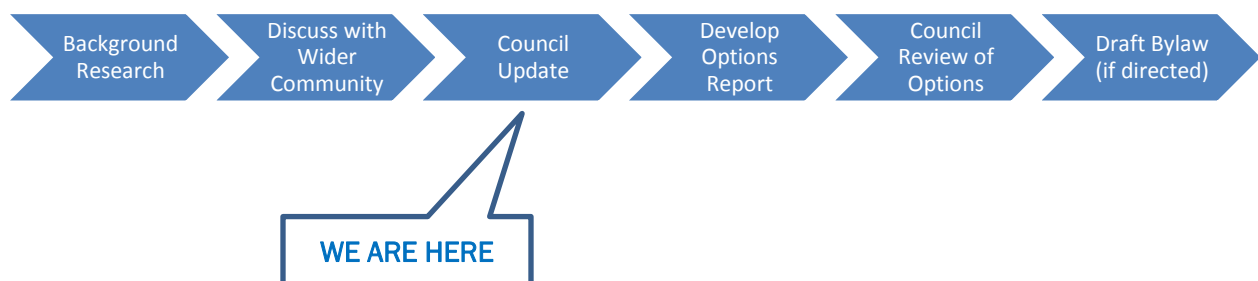 Background
Research
Discuss with
Wider
Community
Council
Update
Develop
Options
Report
Council
Review of
Options
Draft Bylaw
(if directed)
WE ARE HERE